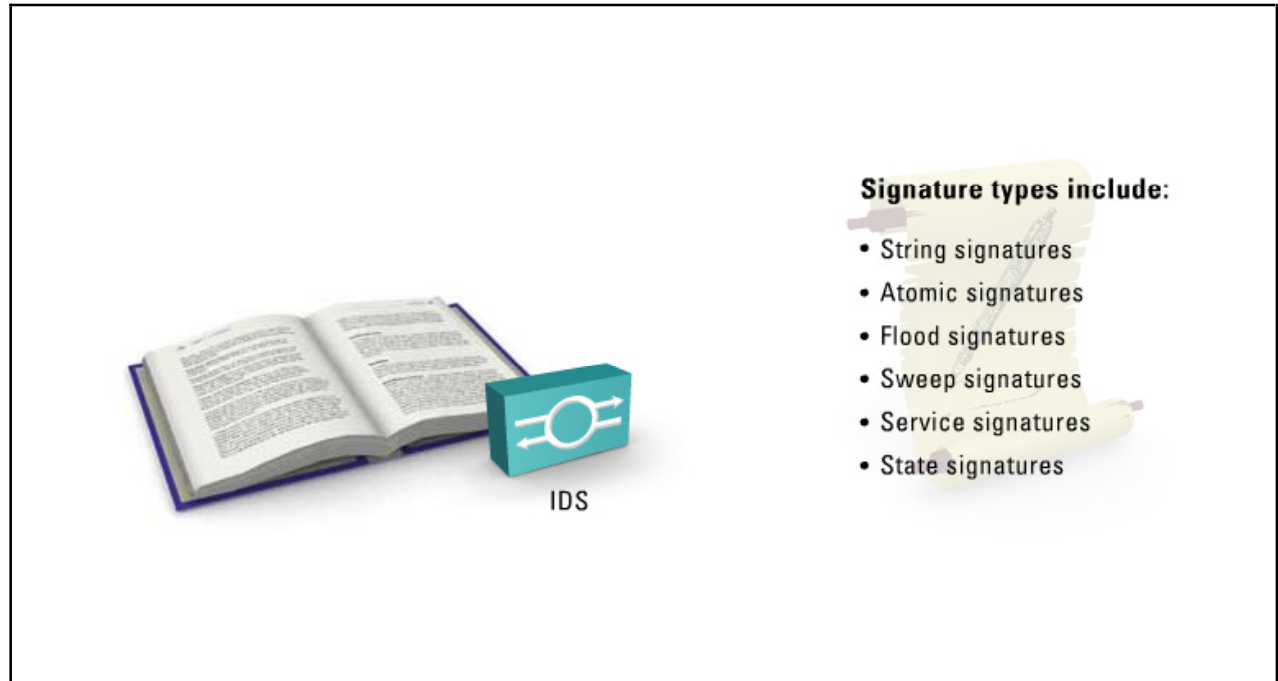 Signature types include:
• String signatures
• Atomic signatures
• Flood signatures
• Sweep signatures
• Service signatures
• State signatures
IDS